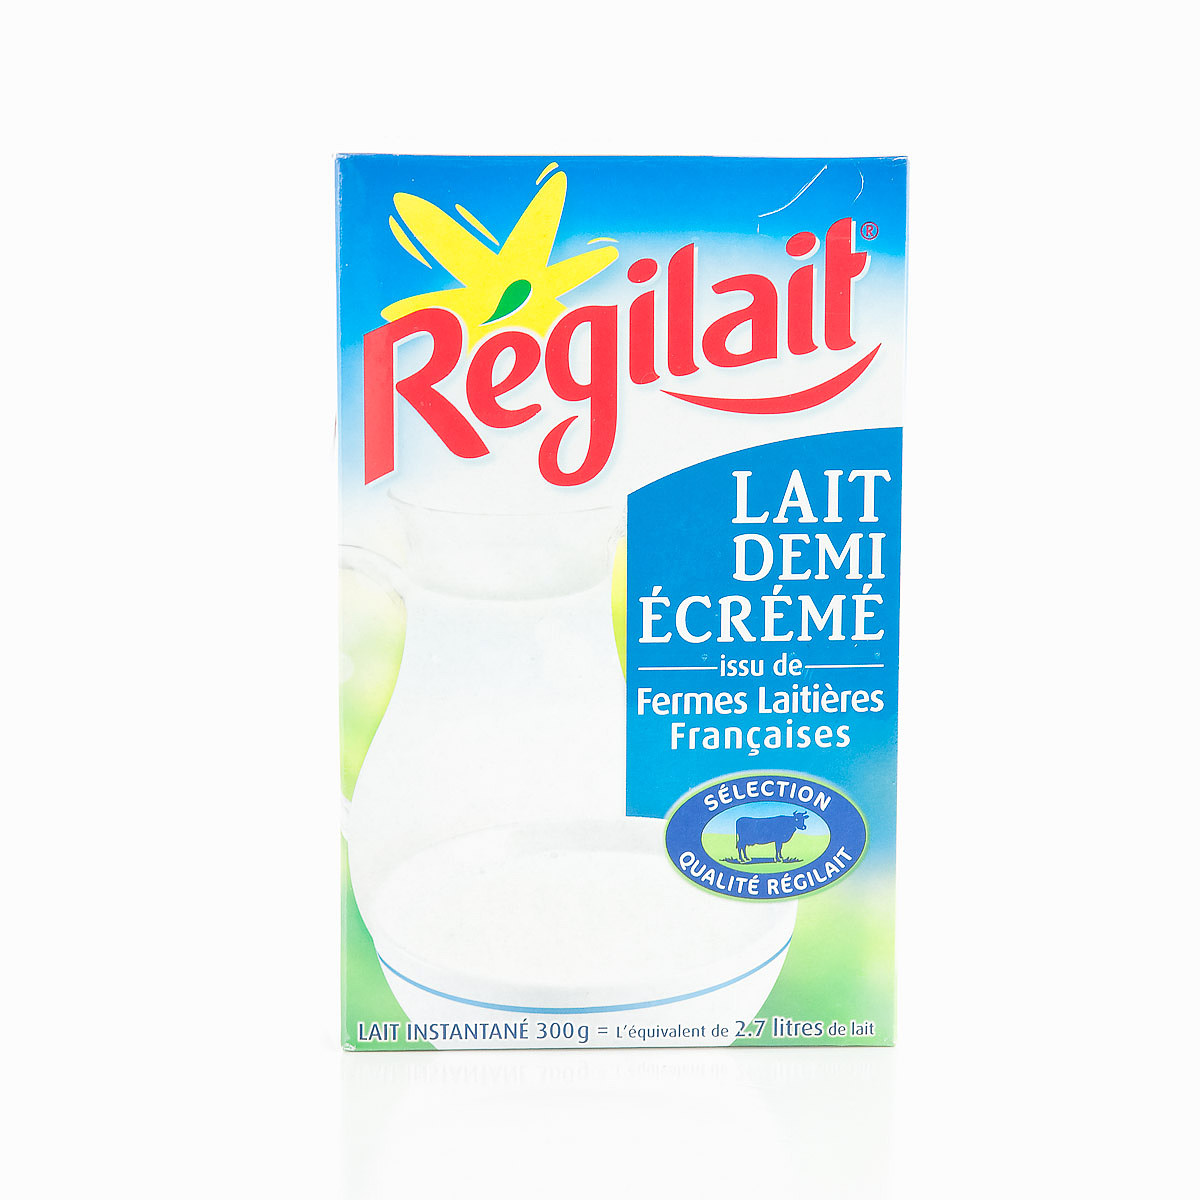 Régilait®
LAIT
DEMI
ÉCRÉMÉ
issu de
Fermes Laitières
Françaises
SÉLECTION
QUALITÉ RÉGILAIT
LAIT INSTANTANÉ 300g = L'équivalent de 2.7 litres de lait